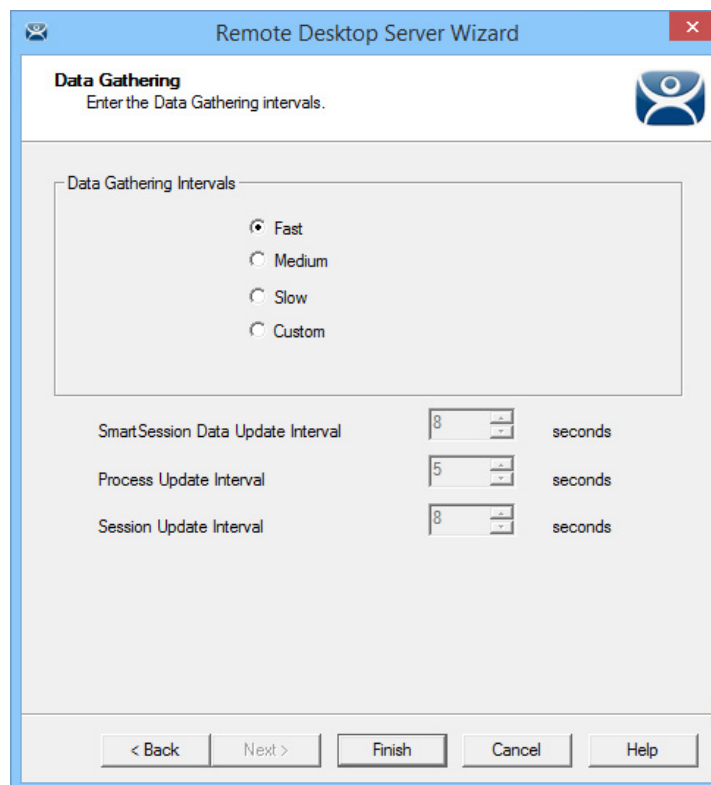 Remote Desktop Server Wizard
Data Gathering
Enter the Data Gathering intervals.
Data Gathering Intervals
Fast
Medium
Slow
Custom
SmartSession Data Update Interval 8 seconds
Process Update Interval 5 seconds
Session Update Interval 8 seconds
< Back Next > Finish Cancel Help